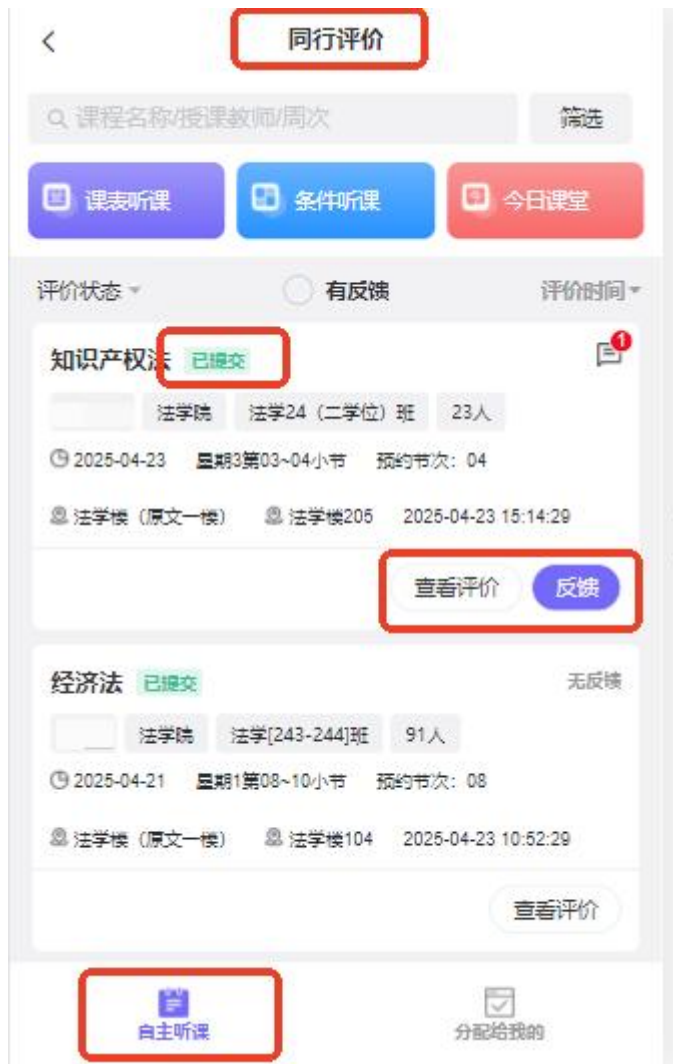 同行评价
课程名称/授课教师/周次 筛选
课表听课 条件听课 今日课堂
评价状态 有反馈 评价时间
知识产权法 已提交 1
法学院 法学24（二学位）班 23人
2025-04-23 星期3第03~04小节 预约节次：04
法学楼（原文一楼） 法学楼205 2025-04-23 15:14:29
查看评价 反馈
经济法 已提交 无反馈
法学院 法学[243-244]班 91人
2025-04-21 星期1第08~10小节 预约节次：08
法学楼（原文一楼） 法学楼104 2025-04-23 10:52:29
查看评价
自主听课 分配给我的